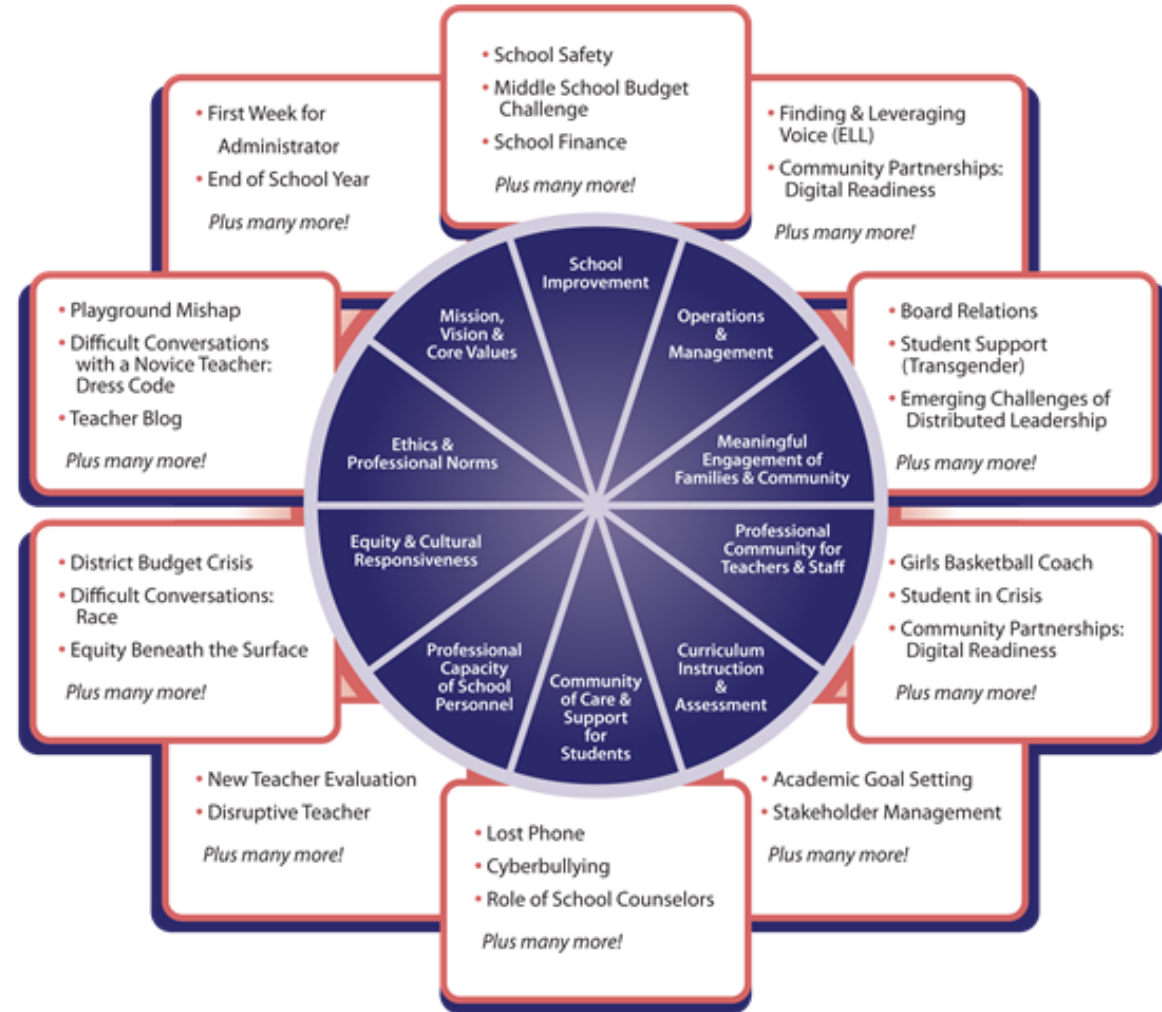 • School Safety
• Middle School Budget
Challenge
• School Finance
Plus many more!
• First Week for
Administrator
• End of School Year
Plus many more!
• Finding & Leveraging
Voice (ELL)
• Community Partnerships:
Digital Readiness
Plus many more!
• Playground Mishap
• Difficult Conversations
with a Novice Teacher:
Dress Code
• Teacher Blog
Plus many more!
• Board Relations
• Student Support
(Transgender)
• Emerging Challenges of
Distributed Leadership
Plus many more!
School
Improvement
Mission,
Vision &
Core Values
Operations
&
Management
Ethics &
Professional Norms
Meaningful
Engagement of
Families & Community
Equity & Cultural
Responsiveness
Professional
Community for
Teachers & Staff
Professional
Capacity
of School
Personnel
Community
of Care &
Support
for
Students
Curriculum
Instruction
&
Assessment
• District Budget Crisis
• Difficult Conversations:
Race
• Equity Beneath the Surface
Plus many more!
• Girls Basketball Coach
• Student in Crisis
• Community Partnerships:
Digital Readiness
Plus many more!
• New Teacher Evaluation
• Disruptive Teacher
Plus many more!
• Lost Phone
• Cyberbullying
• Role of School Counselors
Plus many more!
• Academic Goal Setting
• Stakeholder Management
Plus many more!